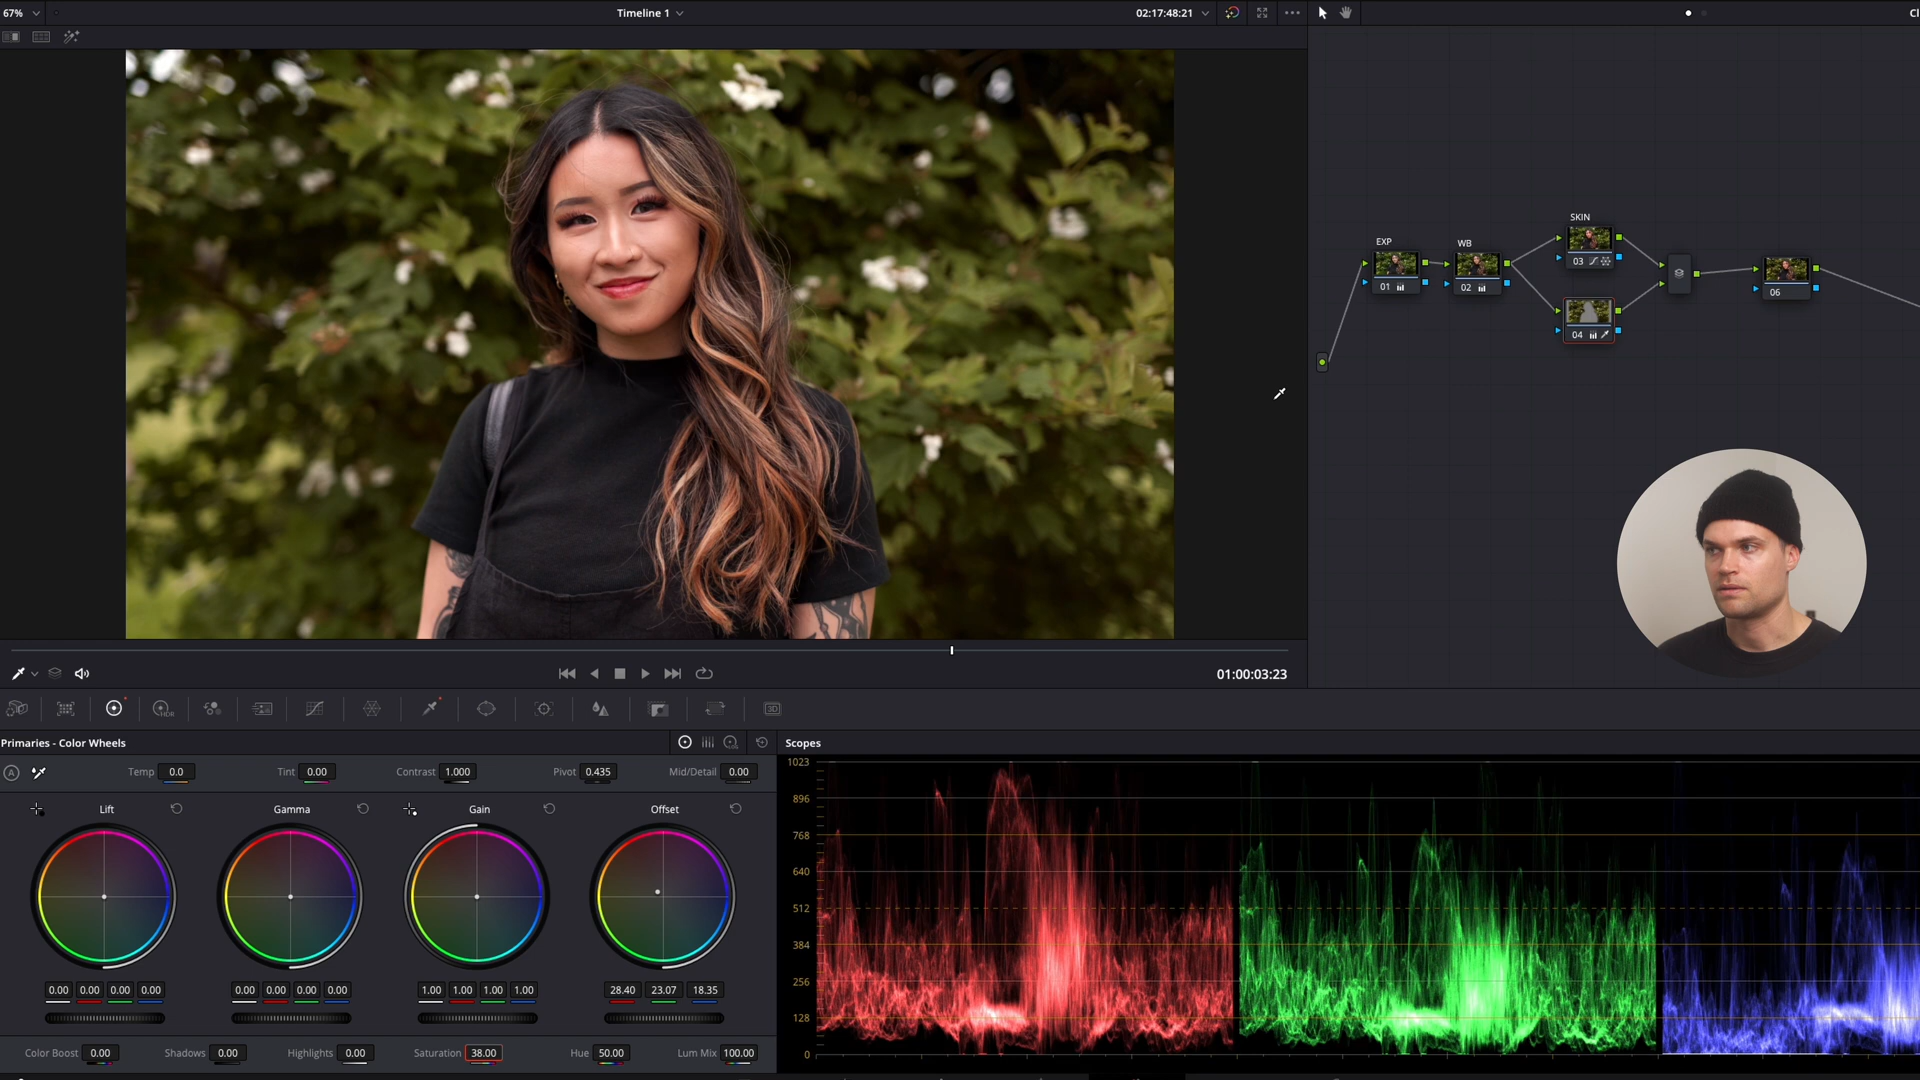 67%
Timeline 1
02:17:48:21
Cl
SKIN
EXP
WB
03
01
02
06
04
01:00:03:23
HDR
3D
Primaries - Color Wheels
Scopes
A
Temp 0.0
Tint 0.00
Contrast 1.000
Pivot 0.435
Mid/Detail 0.00
Lift
Gamma
Gain
Offset
0.00 0.00 0.00 0.00
0.00 0.00 0.00 0.00
1.00 1.00 1.00 1.00
28.40 23.07 18.35
Color Boost 0.00
Shadows 0.00
Highlights 0.00
Saturation 38.00
Hue 50.00
Lum Mix 100.00
1023
896
768
640
512
384
256
128
0